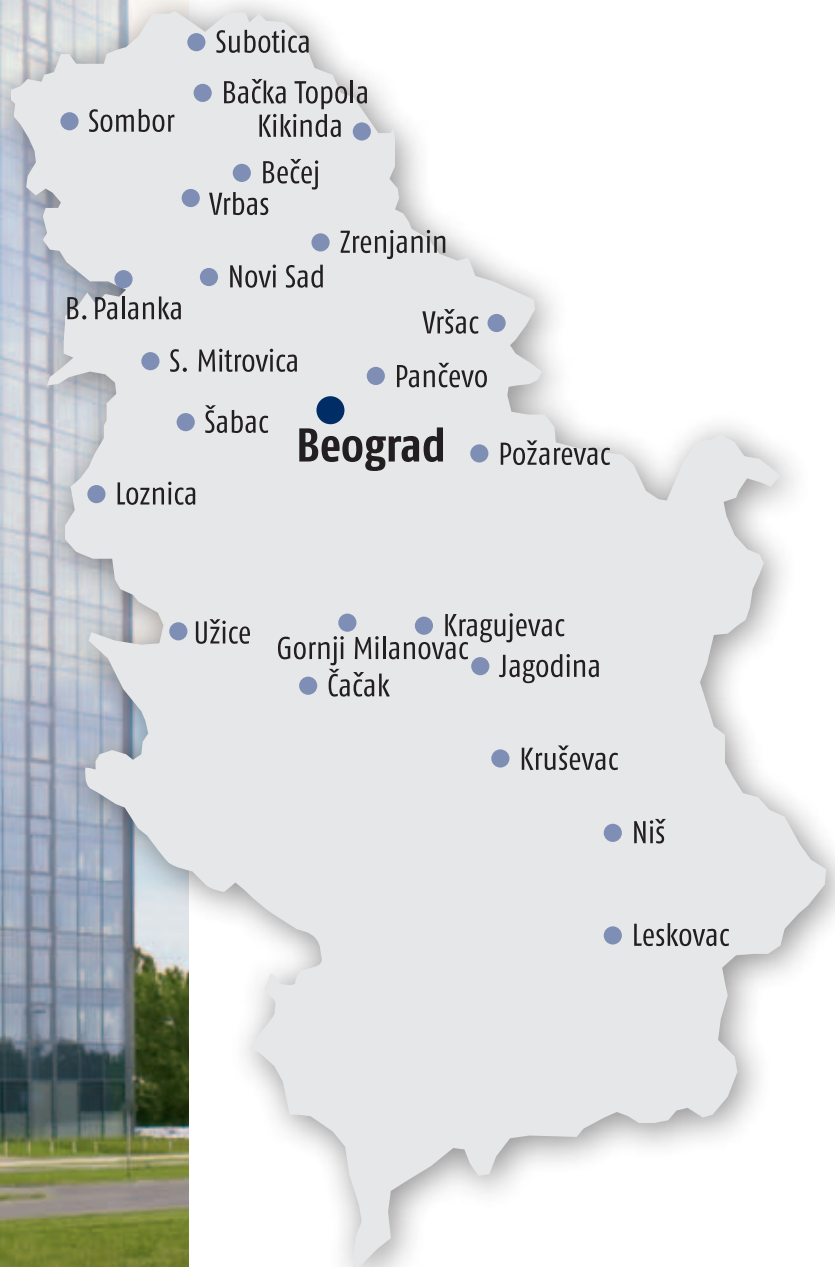 Subotica
Bačka Topola
Sombor
Kikinda
Bečej
Vrbas
Zrenjanin
Novi Sad
B. Palanka
Vršac
S. Mitrovica
Pančevo
Šabac
Beograd
Požarevac
Loznica
Užice
Kragujevac
Gornji Milanovac
Jagodina
Čačak
Kruševac
Niš
Leskovac